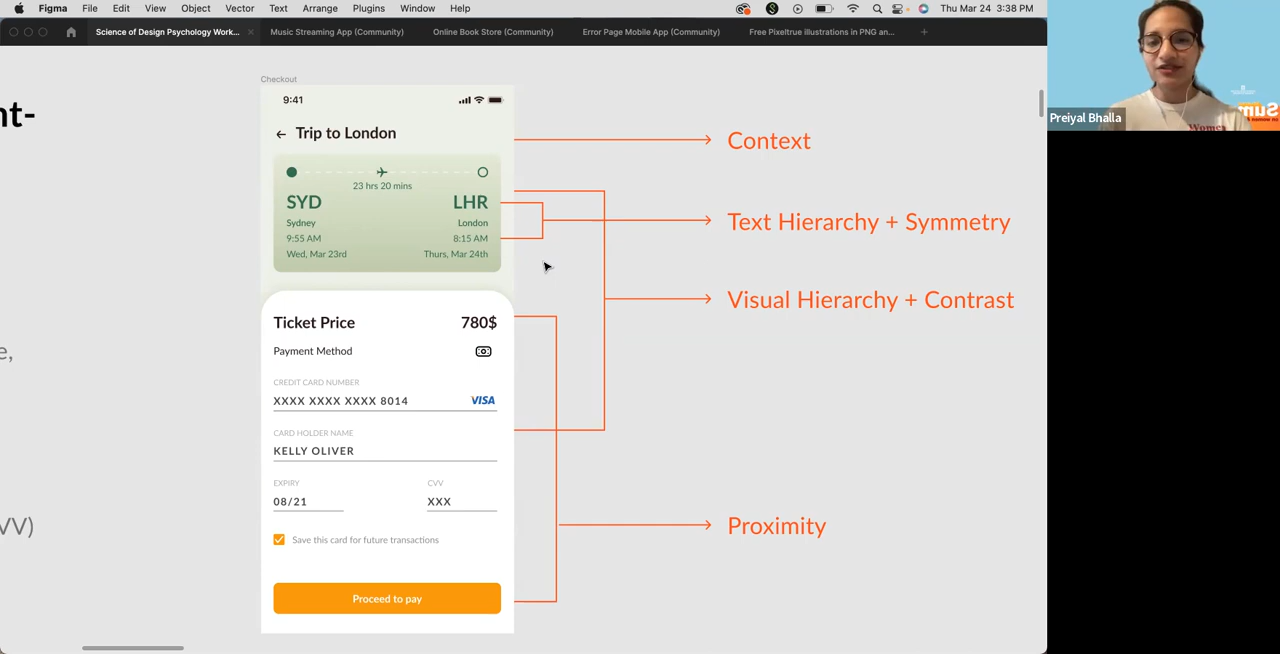 Figma File Edit View Object Vector Text Arrange Plugins Window Help Thu Mar 24 3:38 PM
Science of Design Psychology Work... Music Streaming App (Community) Online Book Store (Community) Error Page Mobile App (Community) Free Pixeltrue illustrations in PNG an...
Preiyal Bhalla
Women
Checkout
nt-
9:41
Trip to London
Context
23 hrs 20 mins
SYD LHR
Sydney London
9:55 AM 8:15 AM
Wed, Mar 23rd Thurs, Mar 24th
Text Hierarchy + Symmetry
Visual Hierarchy + Contrast
Ticket Price 780$
Payment Method
e,
CREDIT CARD NUMBER
XXXX XXXX XXXX 8014 VISA
CARD HOLDER NAME
KELLY OLIVER
EXPIRY CVV
08/21 XXX
VV)
Proximity
Save this card for future transactions
Proceed to pay